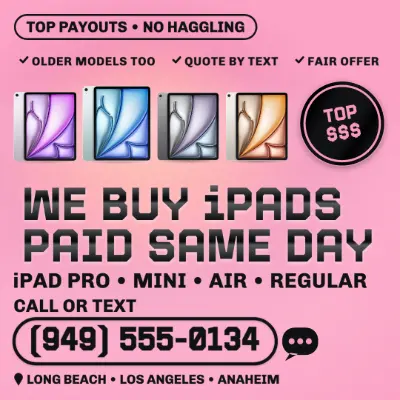 TOP PAYOUTS • NO HAGGLING
✓ OLDER MODELS TOO ✓ QUOTE BY TEXT ✓ FAIR OFFER
TOP
$$$
WE BUY iPADS
PAID SAME DAY
iPAD PRO • MINI • AIR • REGULAR
CALL OR TEXT
(949) 555-0134
LONG BEACH • LOS ANGELES • ANAHEIM